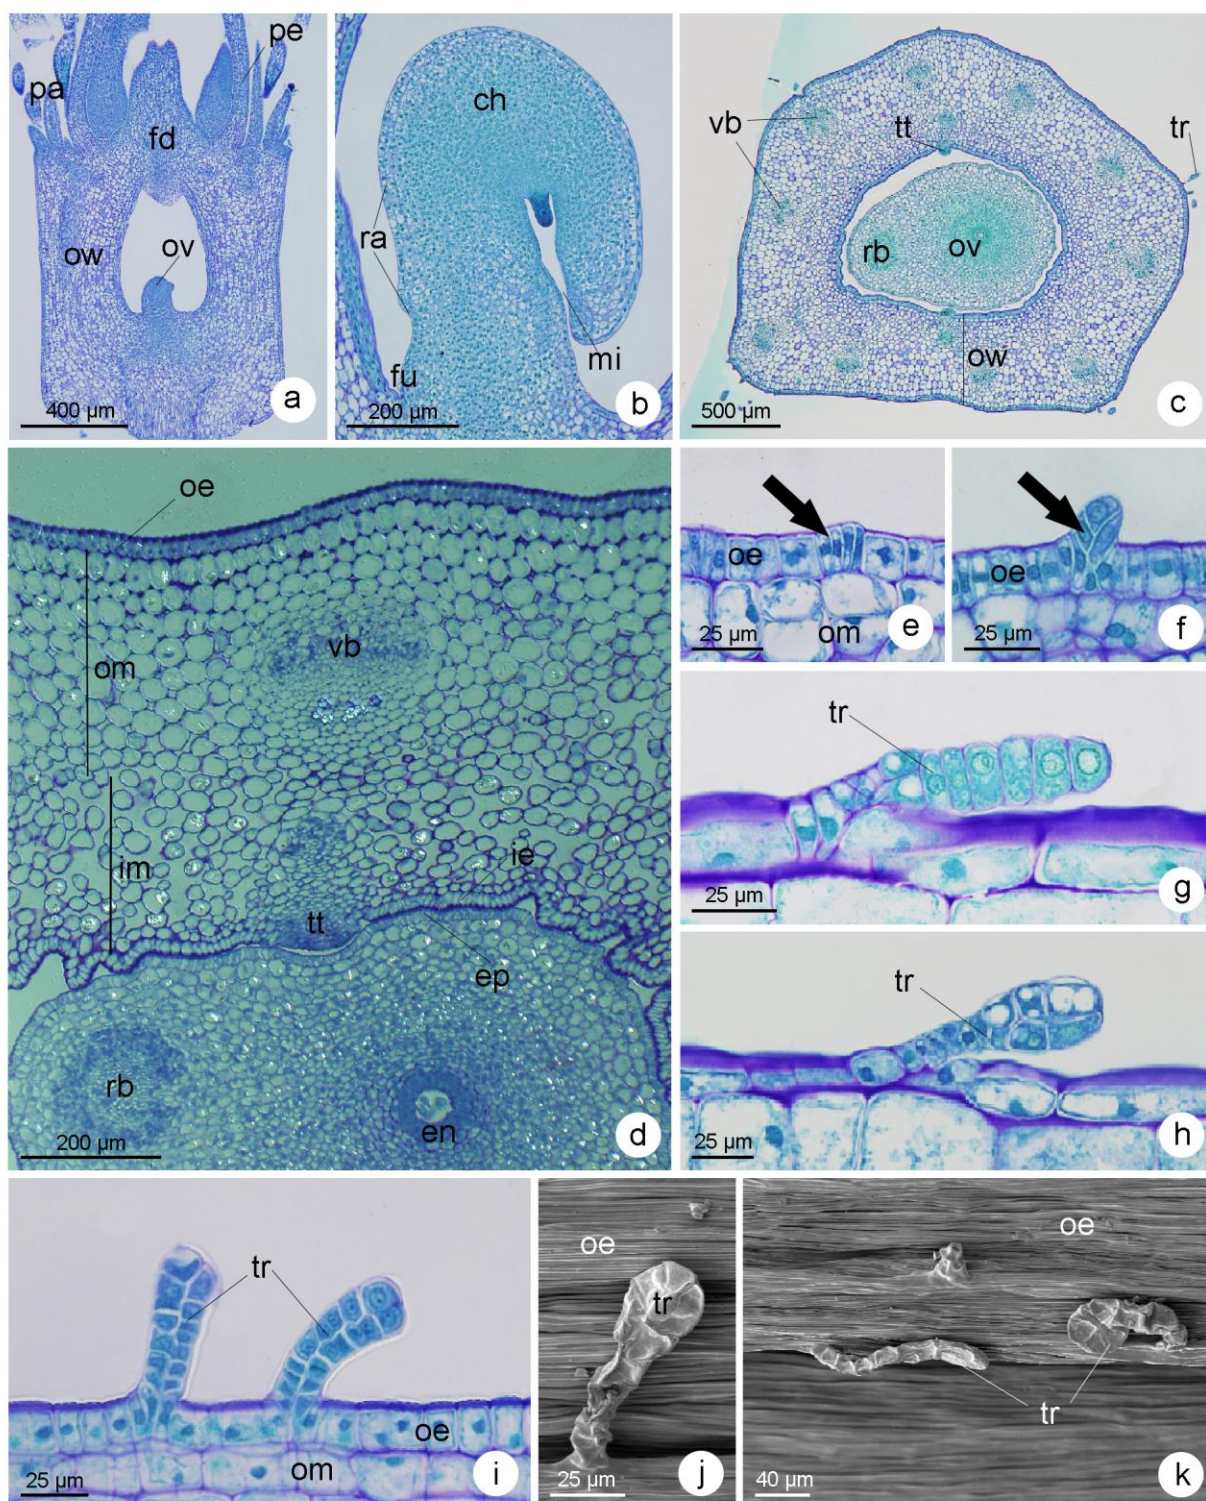 pe
pa
fd
ow
ov
400 µm
a
ch
ra
mi
fu
200 µm
b
vb
tt
tr
rb
ov
ow
500 µm
c
oe
vb
om
im
ie
tt
ep
rb
en
200 µm
d
oe
25 µm
om
e
oe
25 µm
f
tr
25 µm
g
tr
25 µm
h
tr
oe
om
25 µm
i
oe
tr
25 µm
j
oe
tr
40 µm
k